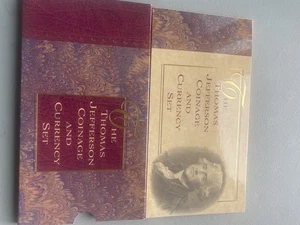 THE
THOMAS
JEFFERSON
COINAGE
AND
CURRENCY
SET
THE
THOMAS
JEFFERSON
COINAGE
AND
CURRENCY
SET